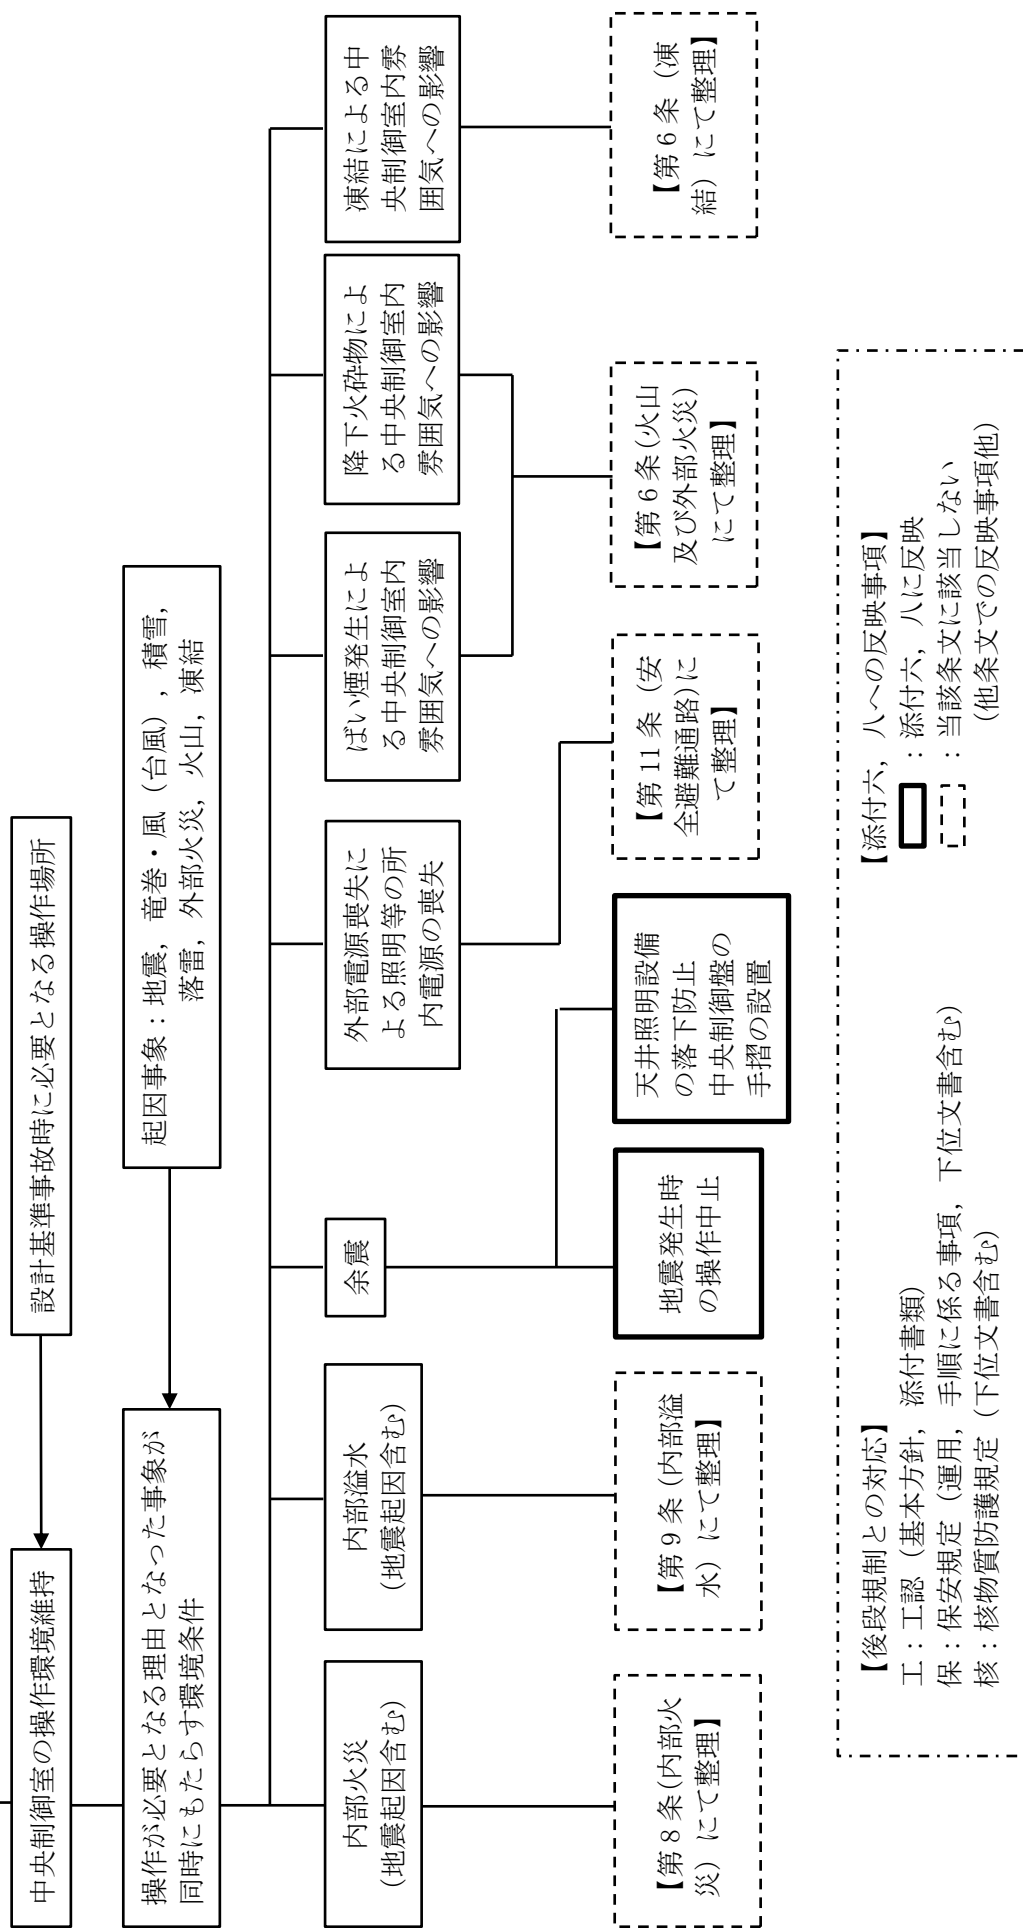 中央制御室の操作環境維持
設計基準事故時に必要となる操作場所
操作が必要となる理由となった事象が
同時にもたらす環境条件
起因事象：地震，竜巻・風（台風），積雪，
落雷，外部火災，火山，凍結
内部火災
(地震起因含む)
内部溢水
(地震起因含む)
余震
外部電源喪失に
よる照明等の所
内電源の喪失
ばい煙発生によ
る中央制御室内
雰囲気への影響
降下火砕物によ
る中央制御室内
雰囲気への影響
凍結による中
央制御室内雰
囲気への影響
【第８条(内部火
災）にて整理】
【第９条（内部溢
水）にて整理】
地震発生時
の操作中止
天井照明設備
の落下防止
中央制御盤の
手摺の設置
【第 11 条（安
全避難通路)に
て整理】
【第６条(火山
及び外部火災)
にて整理】
【第６条（凍
結）にて整理】
【後段規制との対応】
工：工認（基本方針，添付書類）
保：保安規定（運用，手順に係る事項，下位文書含む）
核：核物質防護規定（下位文書含む）
【添付六，八への反映事項】
：添付六，八に反映
：当該条文に該当しない
(他条文での反映事項他)